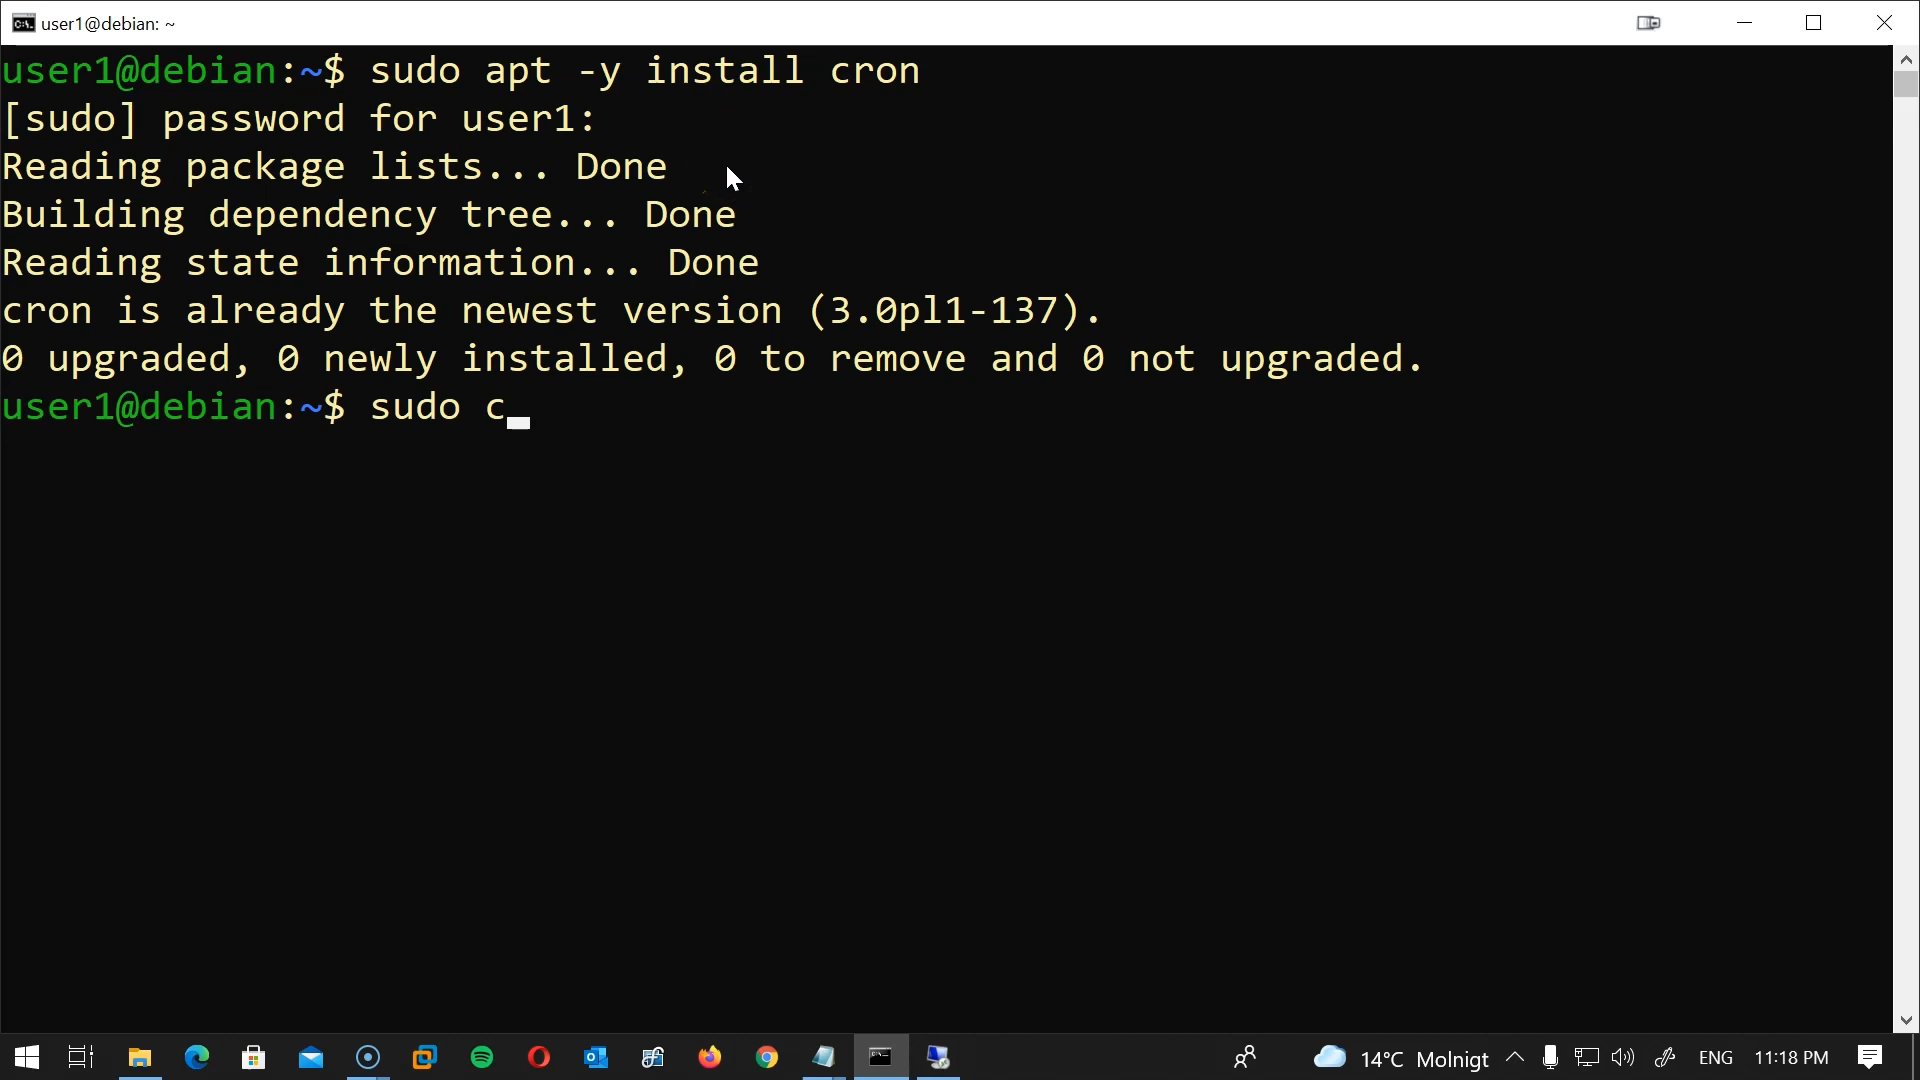 user1@debian: ~
user1@debian:~$ sudo apt -y install cron
[sudo] password for user1:
Reading package lists... Done
Building dependency tree... Done
Reading state information... Done
cron is already the newest version (3.0pl1-137).
0 upgraded, 0 newly installed, 0 to remove and 0 not upgraded.
user1@debian:~$ sudo c
14°C Molnigt ENG 11:18 PM